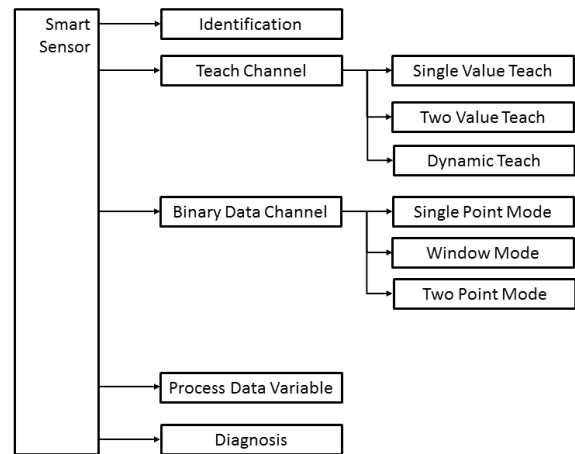 Smart
Sensor
Identification
Teach Channel
Single Value Teach
Two Value Teach
Dynamic Teach
Binary Data Channel
Single Point Mode
Window Mode
Two Point Mode
Process Data Variable
Diagnosis